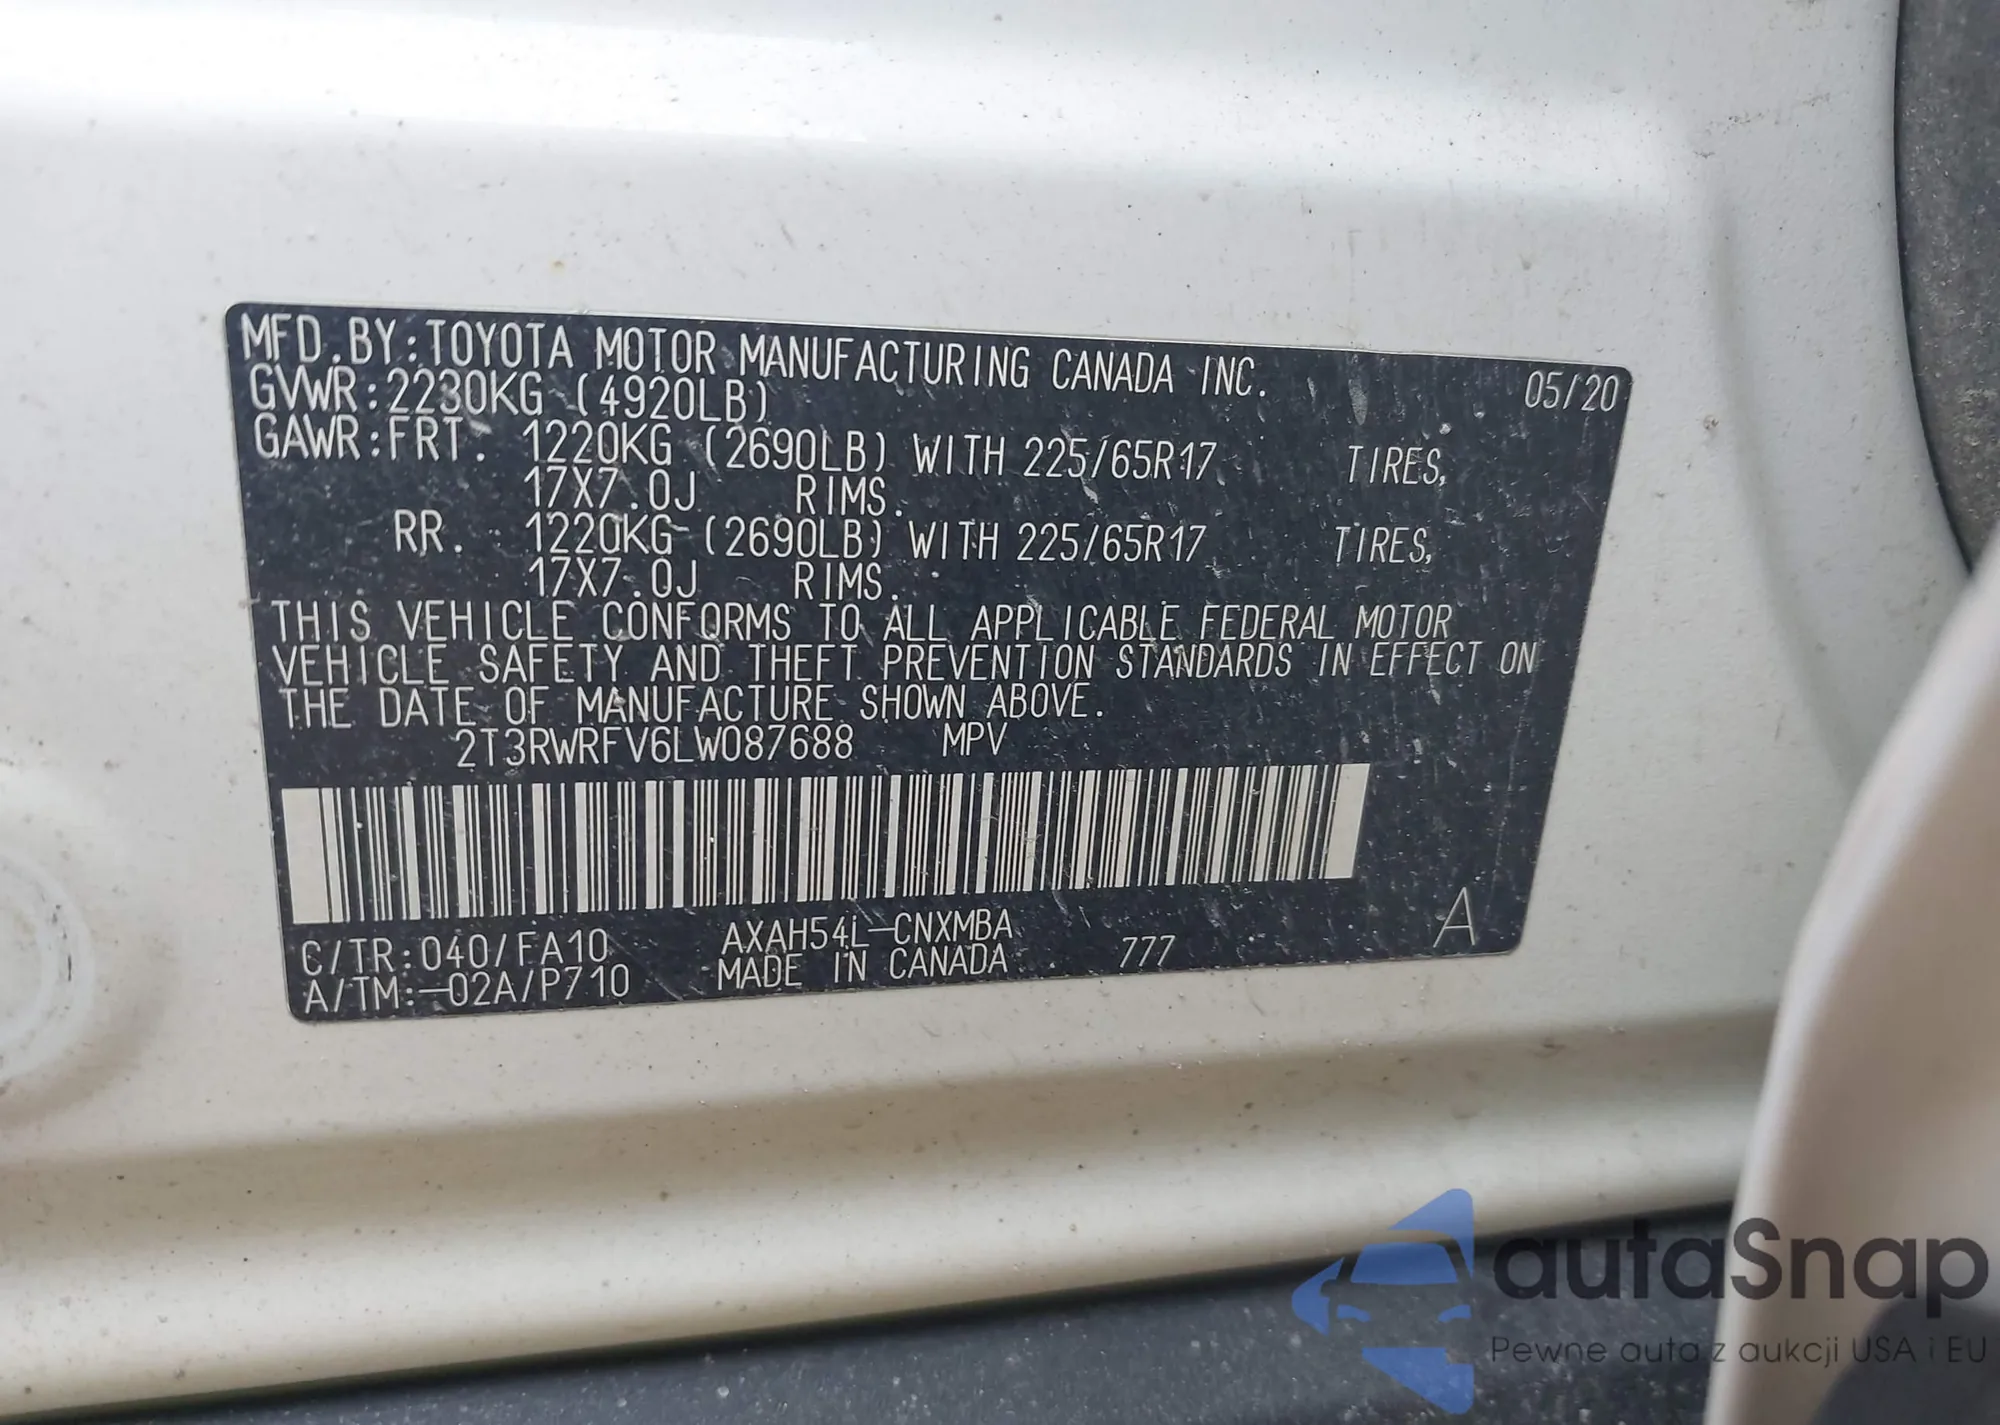 MFD.BY:TOYOTA MOTOR MANUFACTURING CANADA INC. 05/20
GVWR:2230KG (4920LB)
GAWR:FRT. 1220KG (2690LB) WITH 225/65R17 TIRES,
17X7.0J RIMS.
RR. 1220KG (2690LB) WITH 225/65R17 TIRES,
17X7.0J RIMS.
THIS VEHICLE CONFORMS TO ALL APPLICABLE FEDERAL MOTOR
VEHICLE SAFETY AND THEFT PREVENTION STANDARDS IN EFFECT ON
THE DATE OF MANUFACTURE SHOWN ABOVE.
2T3RWRFV6LW087688 MPV
C/TR:040/FA10 AXAH54L-CNXMBA A
A/TM:-02A/P710 MADE IN CANADA 777
autaSnap
Pewne auta z aukcji USA i EU